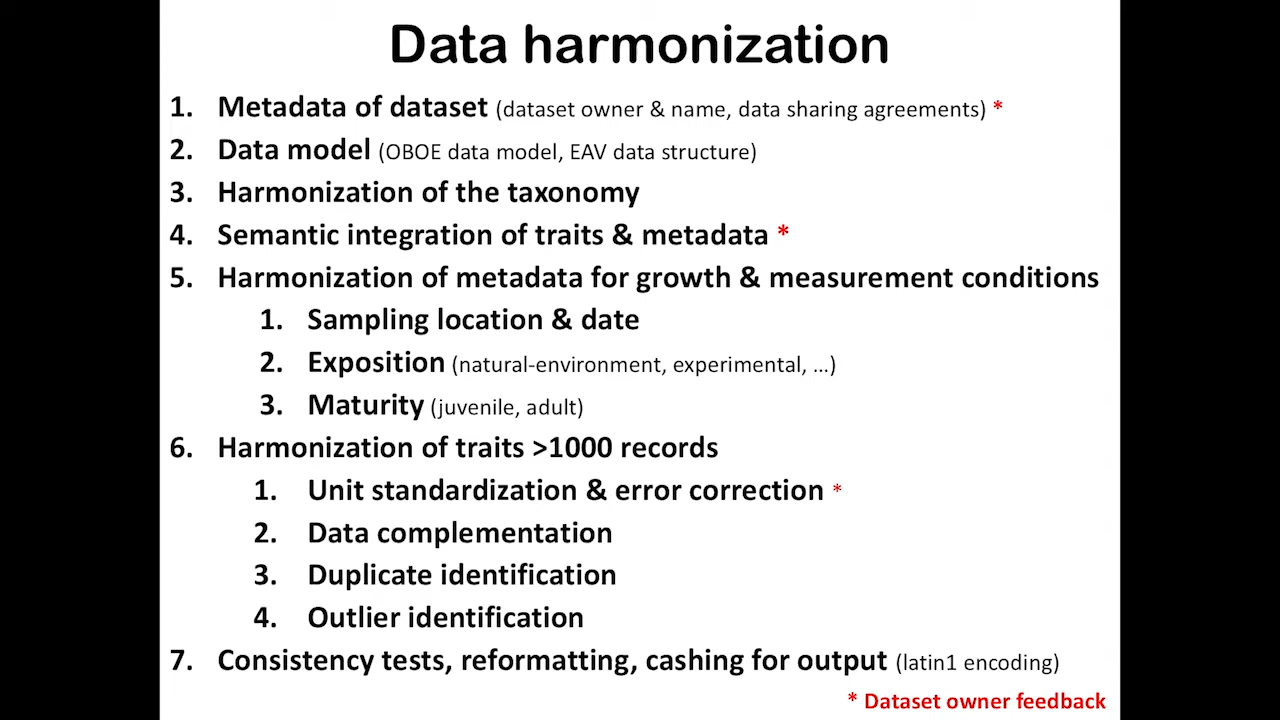 Data harmonization
1. Metadata of dataset (dataset owner & name, data sharing agreements) *
2. Data model (OBOE data model, EAV data structure)
3. Harmonization of the taxonomy
4. Semantic integration of traits & metadata *
5. Harmonization of metadata for growth & measurement conditions
1. Sampling location & date
2. Exposition (natural-environment, experimental, ...)
3. Maturity (juvenile, adult)
6. Harmonization of traits >1000 records
1. Unit standardization & error correction *
2. Data complementation
3. Duplicate identification
4. Outlier identification
7. Consistency tests, reformatting, cashing for output (latin1 encoding)
* Dataset owner feedback